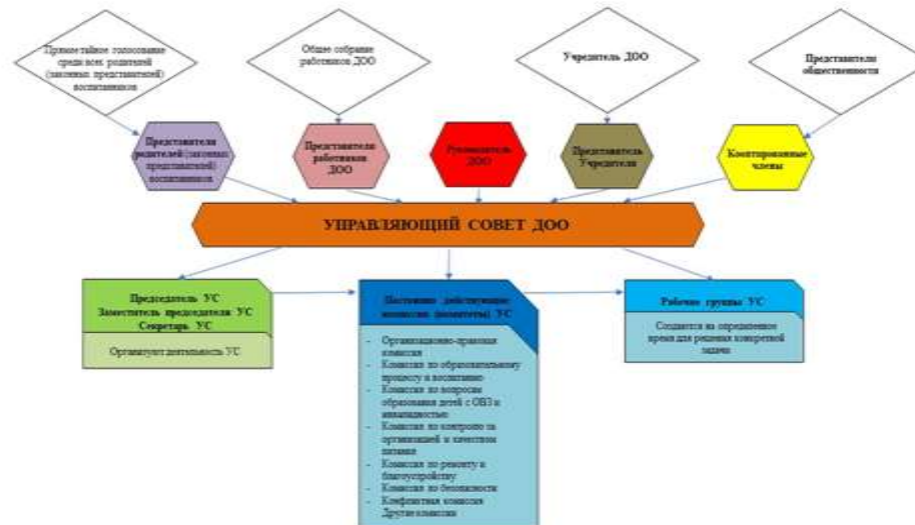 Прямое тайное голосование
среди всех родителей
(законных представителей)
воспитанников
Общее собрание
работников ДОО
Учредитель ДОО
Представители
общественности
Представители
(родителей (законных
представителей)
воспитанников
Представители
работников
ДОО
Руководитель
ДОО
Представитель
Учредителя
Кооптированные
члены
УПРАВЛЯЮЩИЙ СОВЕТ ДОО
Председатель УС
Заместитель председателя УС
Секретарь УС
Организуют деятельность УС
Постоянно действующие
комиссии (комитеты) УС
- Организационно-правовая
комиссия
- Комиссия по образовательному
процессу и воспитанию
- Комиссия по вопросам
образования детей с ОВЗ и
инвалидностью
- Комиссия по контролю за
организацией и качеством
питания
- Комиссия по ремонту и
благоустройству
- Комиссия по безопасности
- Конфликтная комиссия
Другие комиссии
Рабочие группы УС
Создаются на определенное
время для решения конкретной
задачи